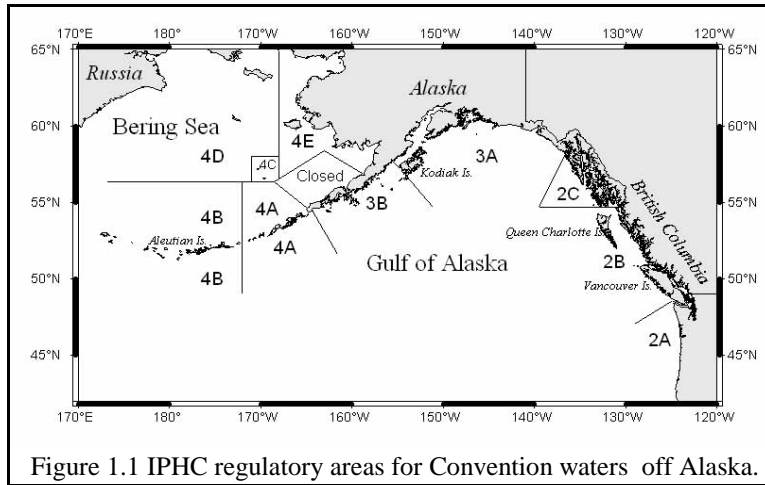 170°E 180° 170°W 160°W 150°W 140°W 130°W 120°W
65°N 65°N
Russia
Alaska
Bering Sea
60°N 60°N
4E
4D
4C
3A
Closed
Kodiak Is.
British Columbia
55°N 55°N
4A
3B
2C
4B
Aleutian Is.
4A
Queen Charlotte Is.
Gulf of Alaska
2B
50°N 50°N
4B
Vancouver Is.
2A
45°N 45°N
170°E 180° 170°W 160°W 150°W 140°W 130°W 120°W
Figure 1.1 IPHC regulatory areas for Convention waters off Alaska.